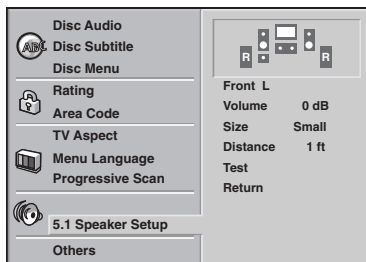 Disc Audio
ABC
Disc Subtitle
Disc Menu
Rating
Area Code
TV Aspect
Menu Language
Progressive Scan
5.1 Speaker Setup
Others
R R
Front L
Volume 0 dB
Size Small
Distance 1 ft
Test
Return